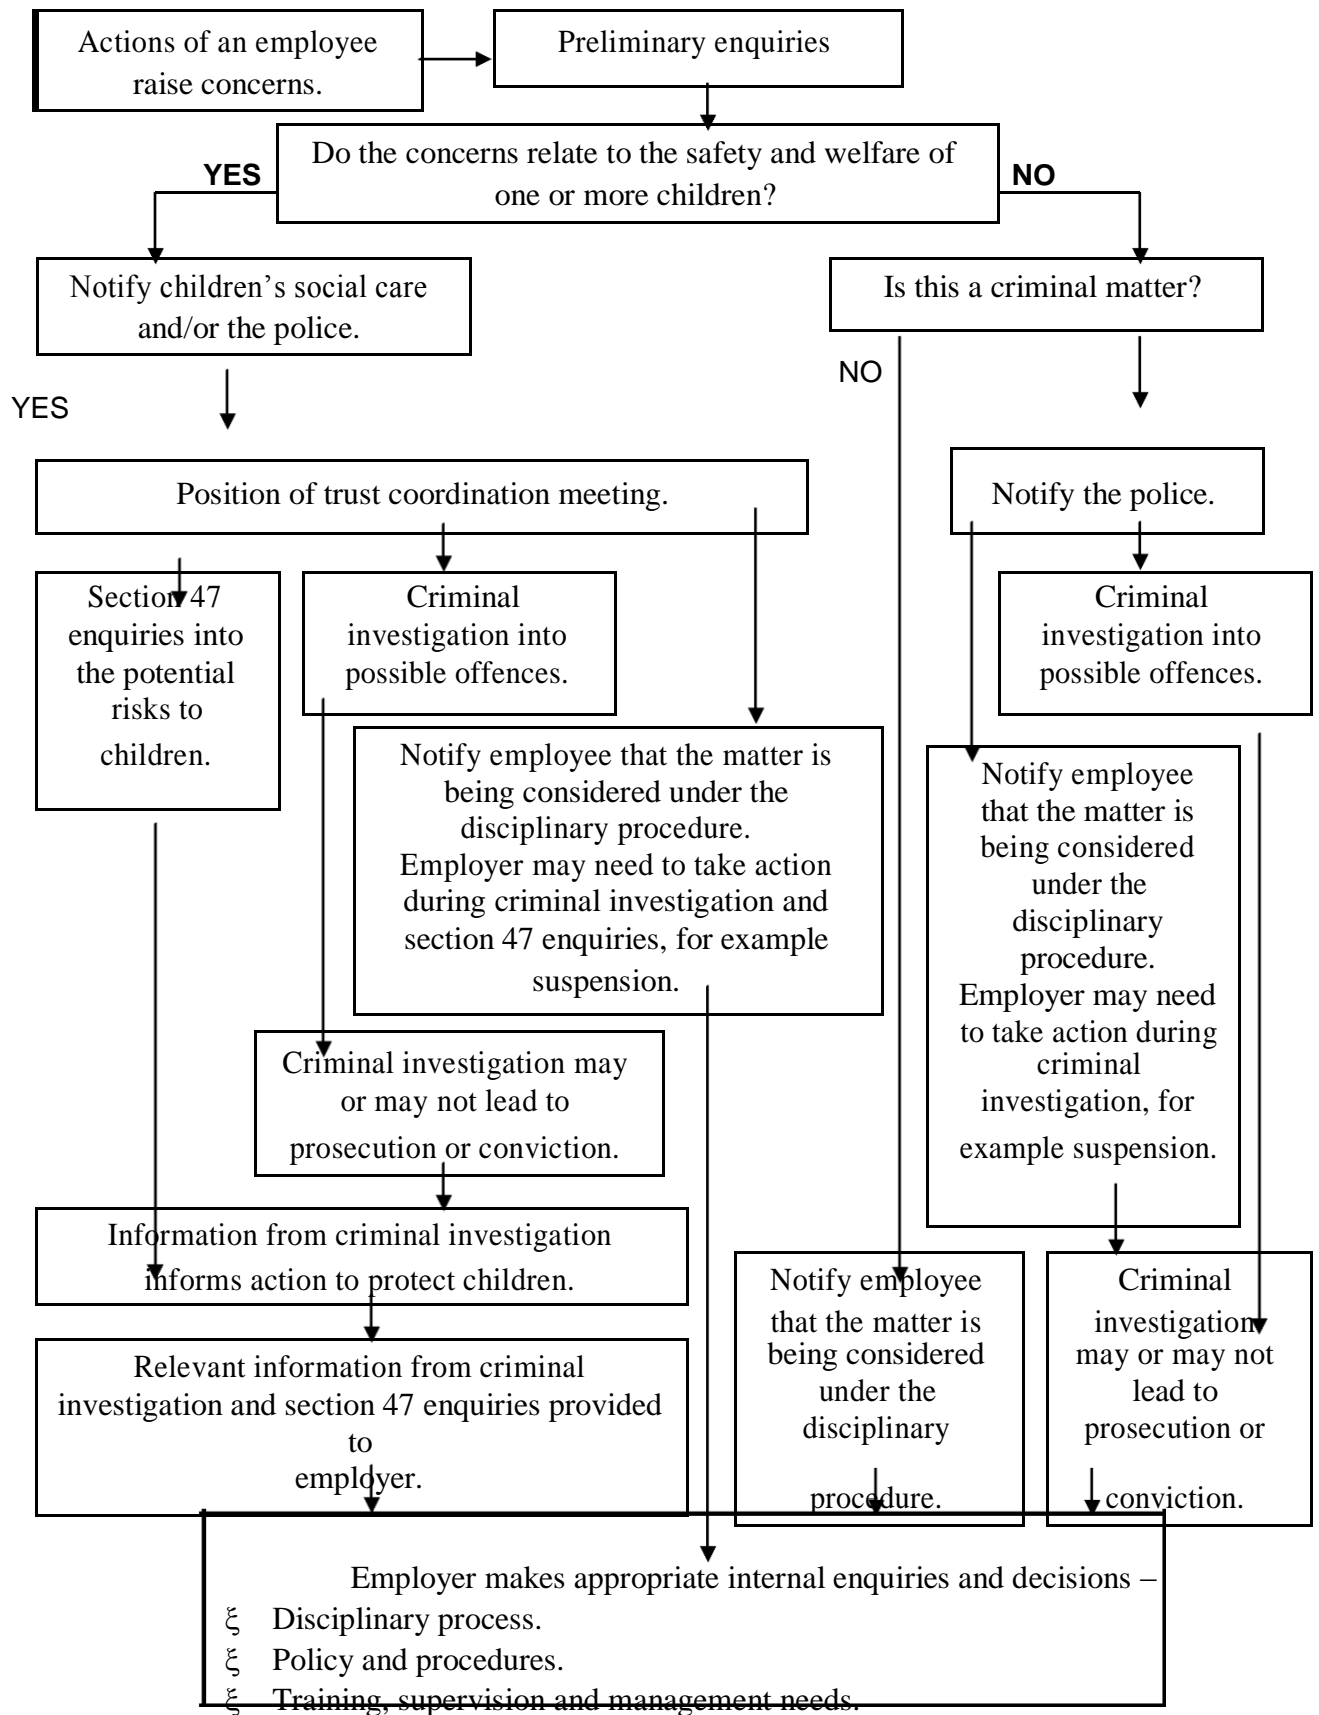 Actions of an employee
raise concerns.
Preliminary enquiries
Do the concerns relate to the safety and welfare of
one or more children?
YES
NO
Notify children’s social care
and/or the police.
Is this a criminal matter?
NO
YES
Position of trust coordination meeting.
Notify the police.
Section 47
enquiries into
the potential
risks to
children.
Criminal
investigation into
possible offences.
Criminal
investigation into
possible offences.
Notify employee that the matter is
being considered under the
disciplinary procedure.
Employer may need to take action
during criminal investigation and
section 47 enquiries, for example
suspension.
Notify employee
that the matter is
being considered
under the
disciplinary
procedure.
Employer may need
to take action during
criminal
investigation, for
example suspension.
Criminal investigation may
or may not lead to
prosecution or conviction.
Information from criminal investigation
informs action to protect children.
Notify employee
that the matter is
being considered
under the
disciplinary
procedure.
Criminal
investigation
may or may not
lead to
prosecution or
conviction.
Relevant information from criminal
investigation and section 47 enquiries provided
to
employer.
Employer makes appropriate internal enquiries and decisions –
ξ Disciplinary process.
ξ Policy and procedures.
ξ Training, supervision and management needs.